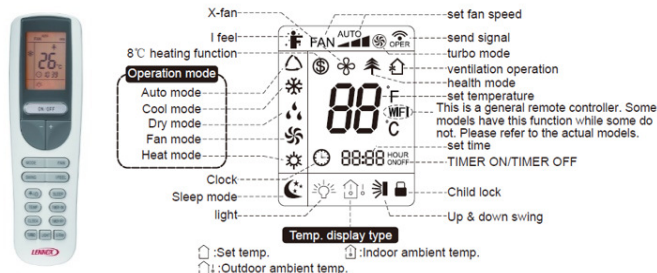 X-fan
I feel
8℃ heating function
Operation mode
Auto mode
Cool mode
Dry mode
Fan mode
Heat mode
Clock
Sleep mode
light
FAN AUTO OPER
88 °F
WIFI
°C
88:88 HOUR
ONOFF
set fan speed
send signal
turbo mode
ventilation operation
health mode
set temperature
This is a general remote controller. Some
models have this function while some do
not. Please refer to the actual models.
set time
TIMER ON/TIMER OFF
Child lock
Up & down swing
Temp. display type
:Set temp.
:Indoor ambient temp.
:Outdoor ambient temp.
26°C
ON/OFF
LENNOX